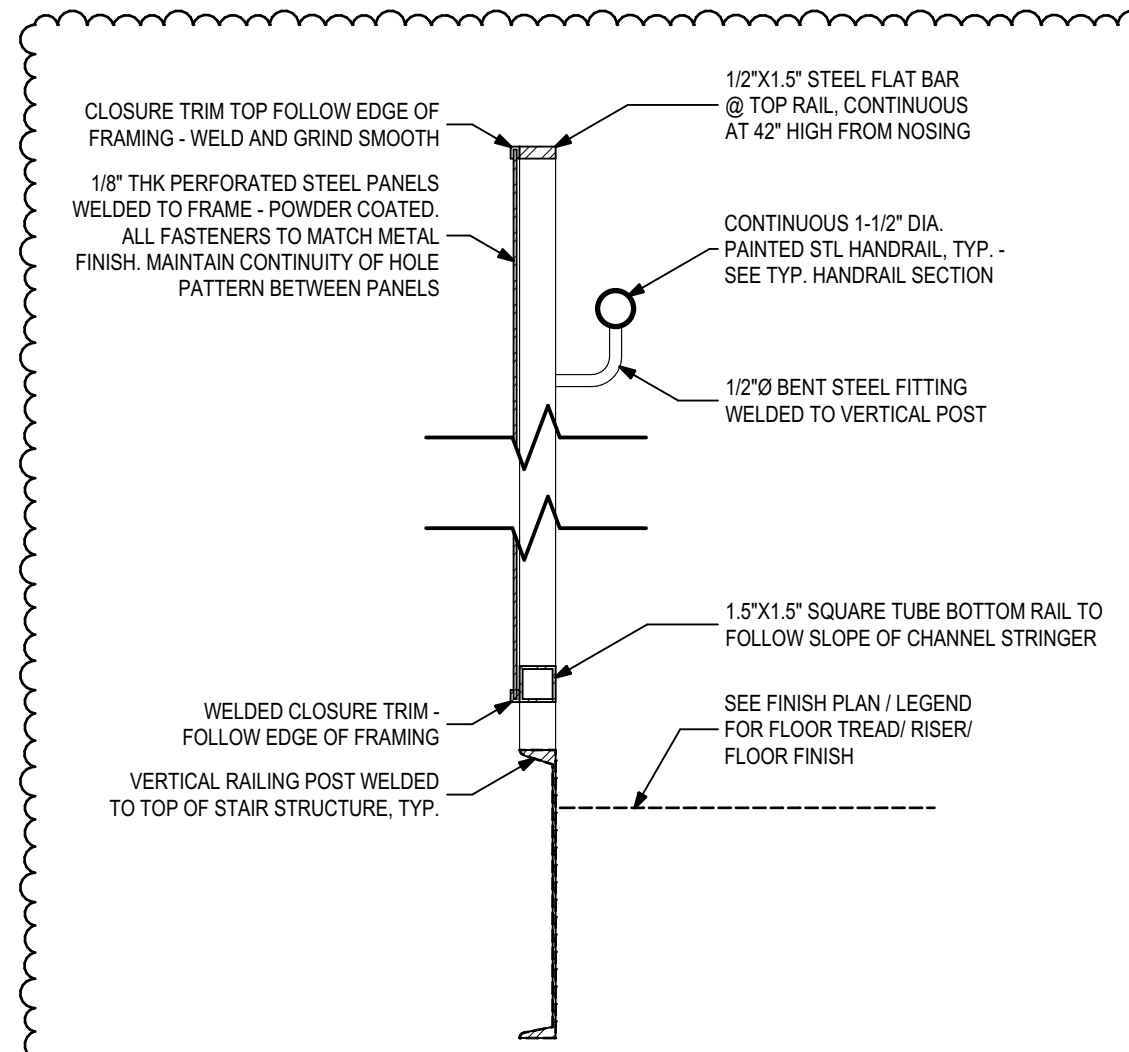 CLOSURE TRIM TOP FOLLOW EDGE OF
FRAMING - WELD AND GRIND SMOOTH
1/8" THK PERFORATED STEEL PANELS
WELDED TO FRAME - POWDER COATED.
ALL FASTENERS TO MATCH METAL
FINISH. MAINTAIN CONTINUITY OF HOLE
PATTERN BETWEEN PANELS
WELDED CLOSURE TRIM -
FOLLOW EDGE OF FRAMING
VERTICAL RAILING POST WELDED
TO TOP OF STAIR STRUCTURE, TYP.
1/2"X1.5" STEEL FLAT BAR
@ TOP RAIL, CONTINUOUS
AT 42" HIGH FROM NOSING
CONTINUOUS 1-1/2" DIA.
PAINTED STL HANDRAIL, TYP. -
SEE TYP. HANDRAIL SECTION
1/2"Ø BENT STEEL FITTING
WELDED TO VERTICAL POST
1.5"X1.5" SQUARE TUBE BOTTOM RAIL TO
FOLLOW SLOPE OF CHANNEL STRINGER
SEE FINISH PLAN / LEGEND
FOR FLOOR TREAD/ RISER/
FLOOR FINISH